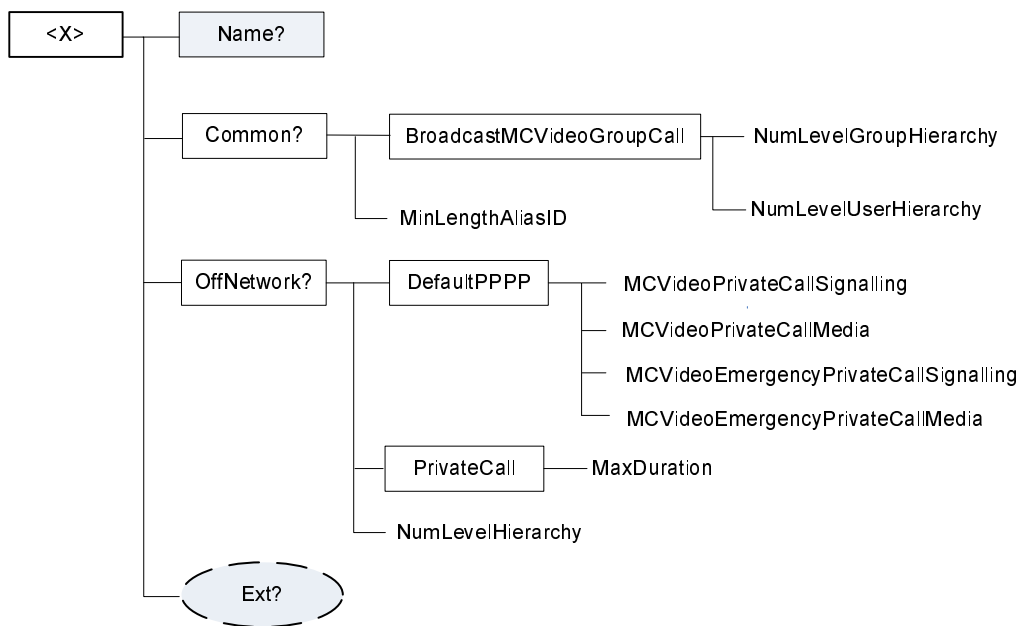 <X>
Name?
Common?
BroadcastMCVideoGroupCall
NumLevelGroupHierarchy
NumLevelUserHierarchy
MinLengthAliasID
OffNetwork?
DefaultPPPP
MCVideoPrivateCallSignalling
MCVideoPrivateCallMedia
MCVideoEmergencyPrivateCallSignalling
MCVideoEmergencyPrivateCallMedia
PrivateCall
MaxDuration
NumLevelHierarchy
Ext?